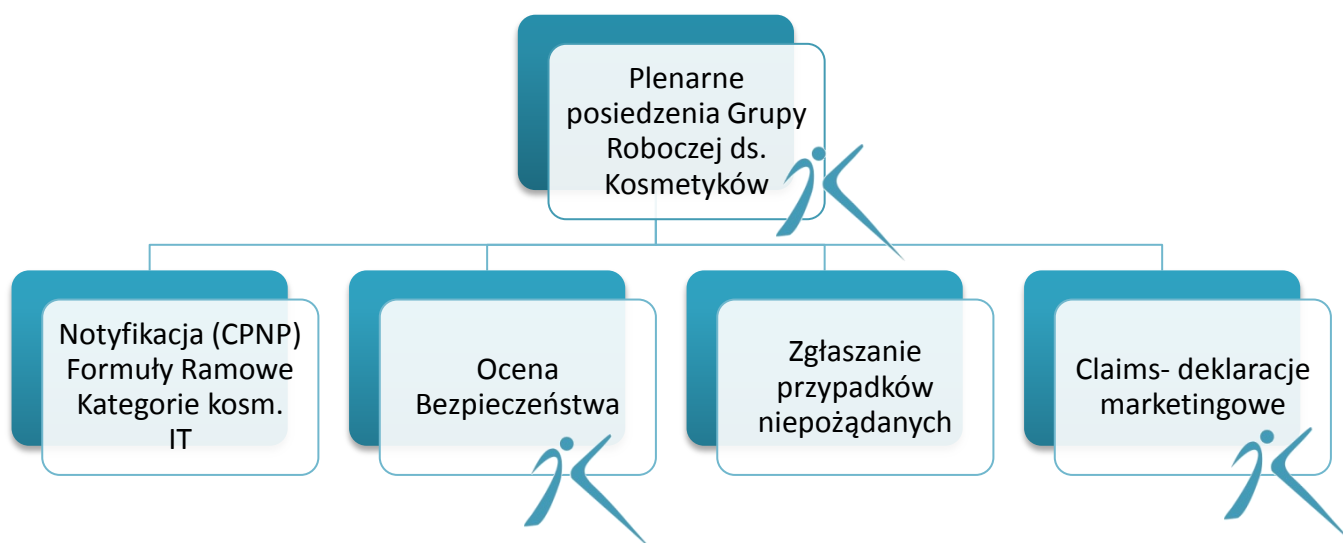 Plenarne
posiedzenia Grupy
Roboczej ds.
Kosmetyków
Notyfikacja (CPNP)
Formuły Ramowe
Kategorie kosm.
IT
Ocena
Bezpieczeństwa
Zgłaszanie
przypadków
niepożądanych
Claims- deklaracje
marketingowe